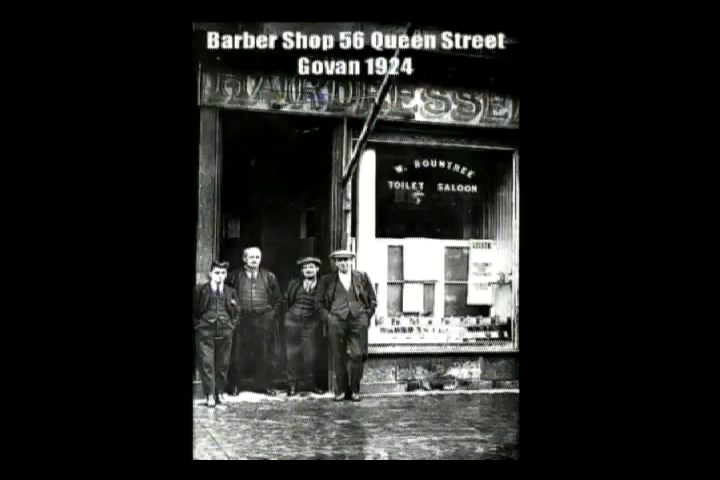 Barber Shop 56 Queen Street
Govan 1924
HAIRDRESSE
W. ROUNTREE
TOILET SALOON